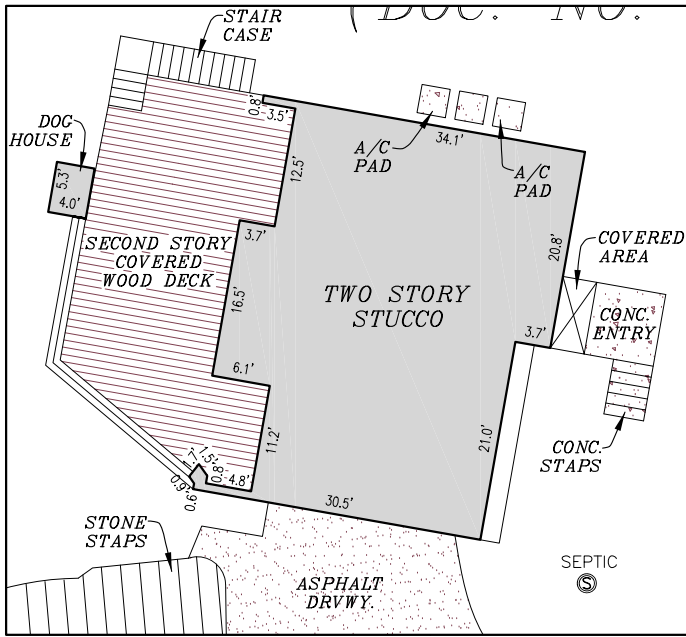 ( DOC. NO.
STAIR
CASE
DOG
HOUSE
0.8'
3.5'
34.1'
A/C
PAD
A/C
PAD
12.5'
5.3'
4.0'
3.7'
20.8'
COVERED
AREA
SECOND STORY
COVERED
WOOD DECK
16.5'
TWO STORY
STUCCO
CONC.
ENTRY
3.7'
6.1'
11.2'
21.0'
CONC.
STAPS
1.7'
1.5'
0.8'
4.8'
0.9'
0.6'
30.5'
STONE
STAPS
ASPHALT
DRVWY.
SEPTIC
S